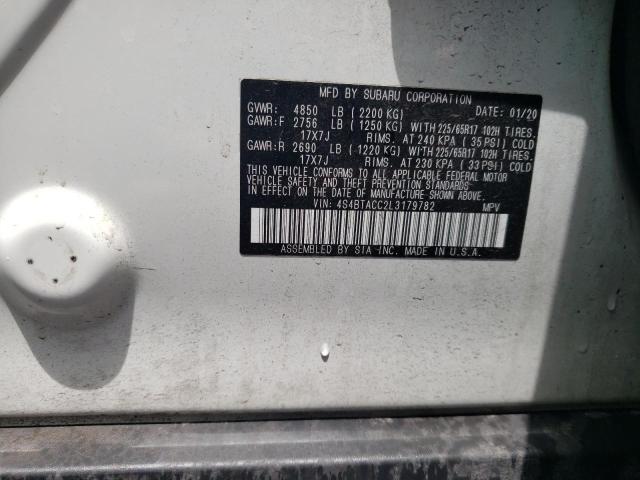 MFD BY SUBARU CORPORATION
GVWR: 4850 LB ( 2200 KG) DATE: 01/20
GAWR:F 2756 LB ( 1250 KG) WITH 225/65R17 102H TIRES.
17X7J RIMS. AT 240 KPA ( 35 PSI) COLD
GAWR:R 2690 LB ( 1220 KG) WITH 225/65R17 102H TIRES.
17X7J RIMS. AT 230 KPA ( 33 PSI) COLD
THIS VEHICLE CONFORMS TO ALL APPLICABLE FEDERAL MOTOR
VEHICLE SAFETY AND THEFT PREVENTION STANDARDS
IN EFFECT ON THE DATE OF MANUFACTURE SHOWN ABOVE.
VIN: 4S4BTACC2L3179782 MPV
ASSEMBLED BY SIA INC. MADE IN U.S.A.